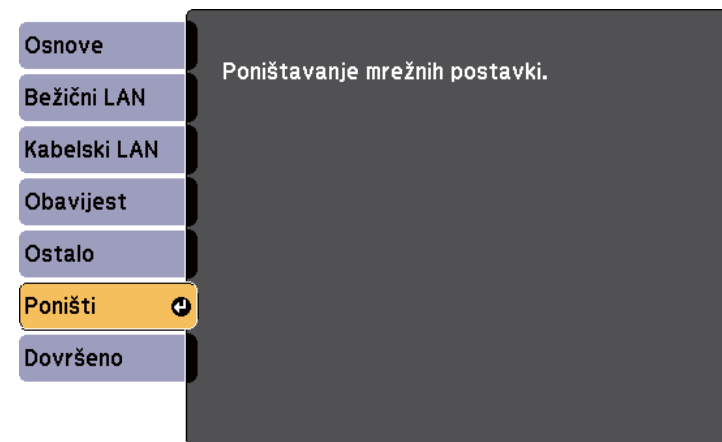 Osnove
Bežični LAN
Kabelski LAN
Obavijest
Ostalo
Poništi
Dovršeno
Poništavanje mrežnih postavki.